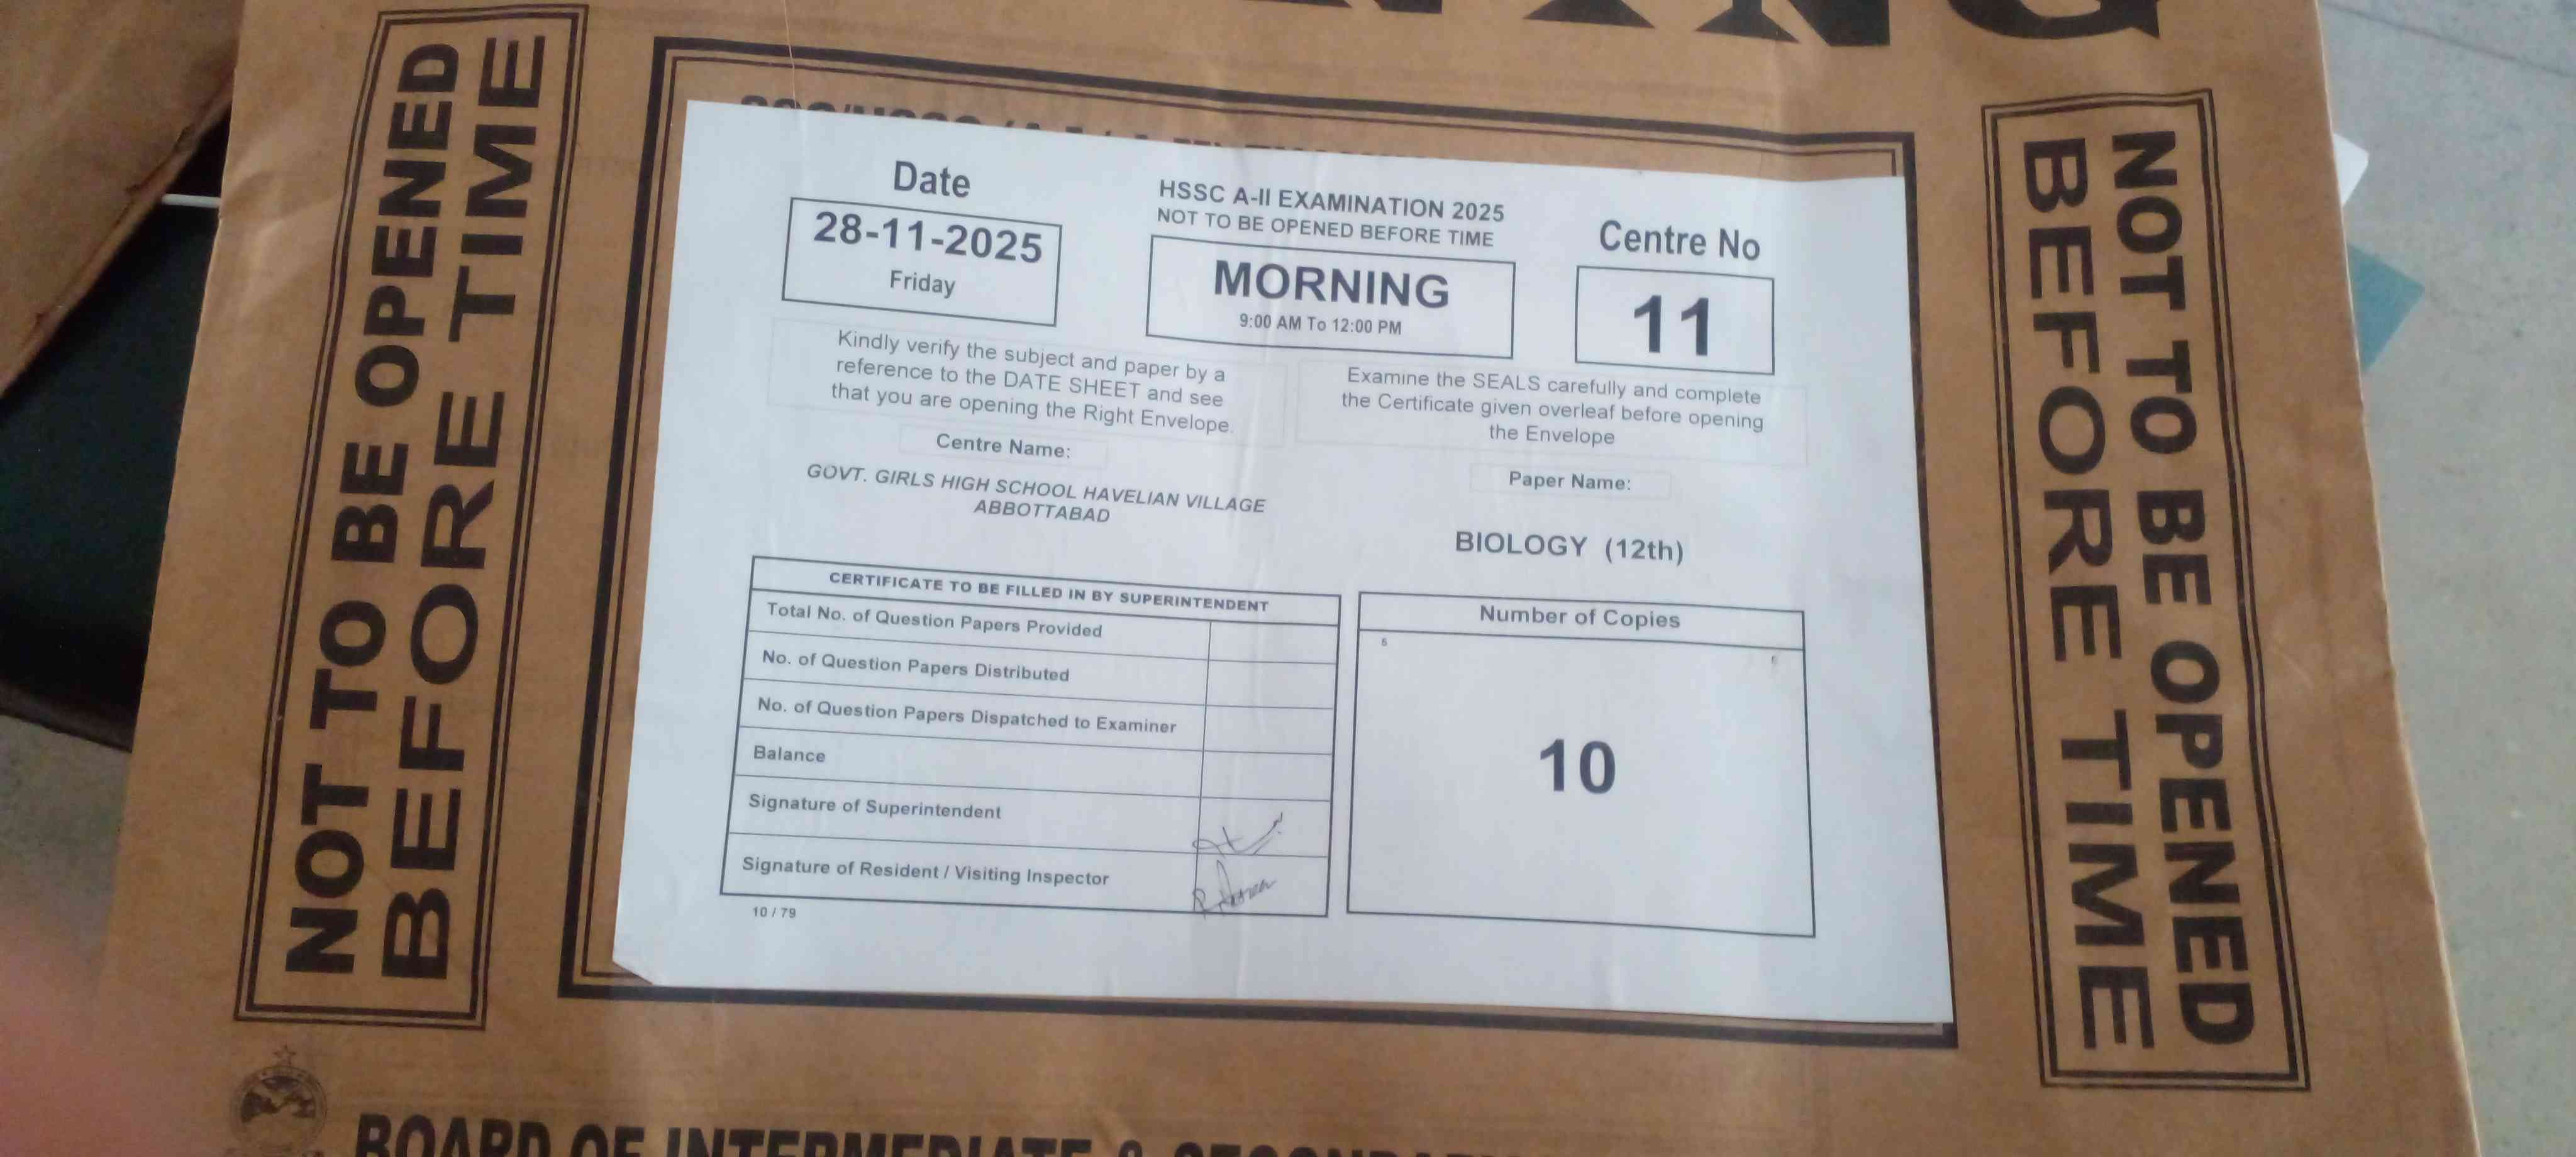 NOT TO BE OPENED
BEFORE TIME
Date
28-11-2025
Friday
HSSC A-II EXAMINATION 2025
NOT TO BE OPENED BEFORE TIME
MORNING
9:00 AM To 12:00 PM
Centre No
11
Kindly verify the subject and paper by a
reference to the DATE SHEET and see
that you are opening the Right Envelope.
Examine the SEALS carefully and complete
the Certificate given overleaf before opening
the Envelope
Centre Name:
GOVT. GIRLS HIGH SCHOOL HAVELIAN VILLAGE
ABBOTTABAD
Paper Name:
BIOLOGY (12th)
CERTIFICATE TO BE FILLED IN BY SUPERINTENDENT
Total No. of Question Papers Provided
No. of Question Papers Distributed
No. of Question Papers Dispatched to Examiner
Balance
Signature of Superintendent
Signature of Resident / Visiting Inspector
10 / 79
Number of Copies
10
NOT TO BE OPENED
BEFORE TIME
BOARD OF INTERMEDIATE &